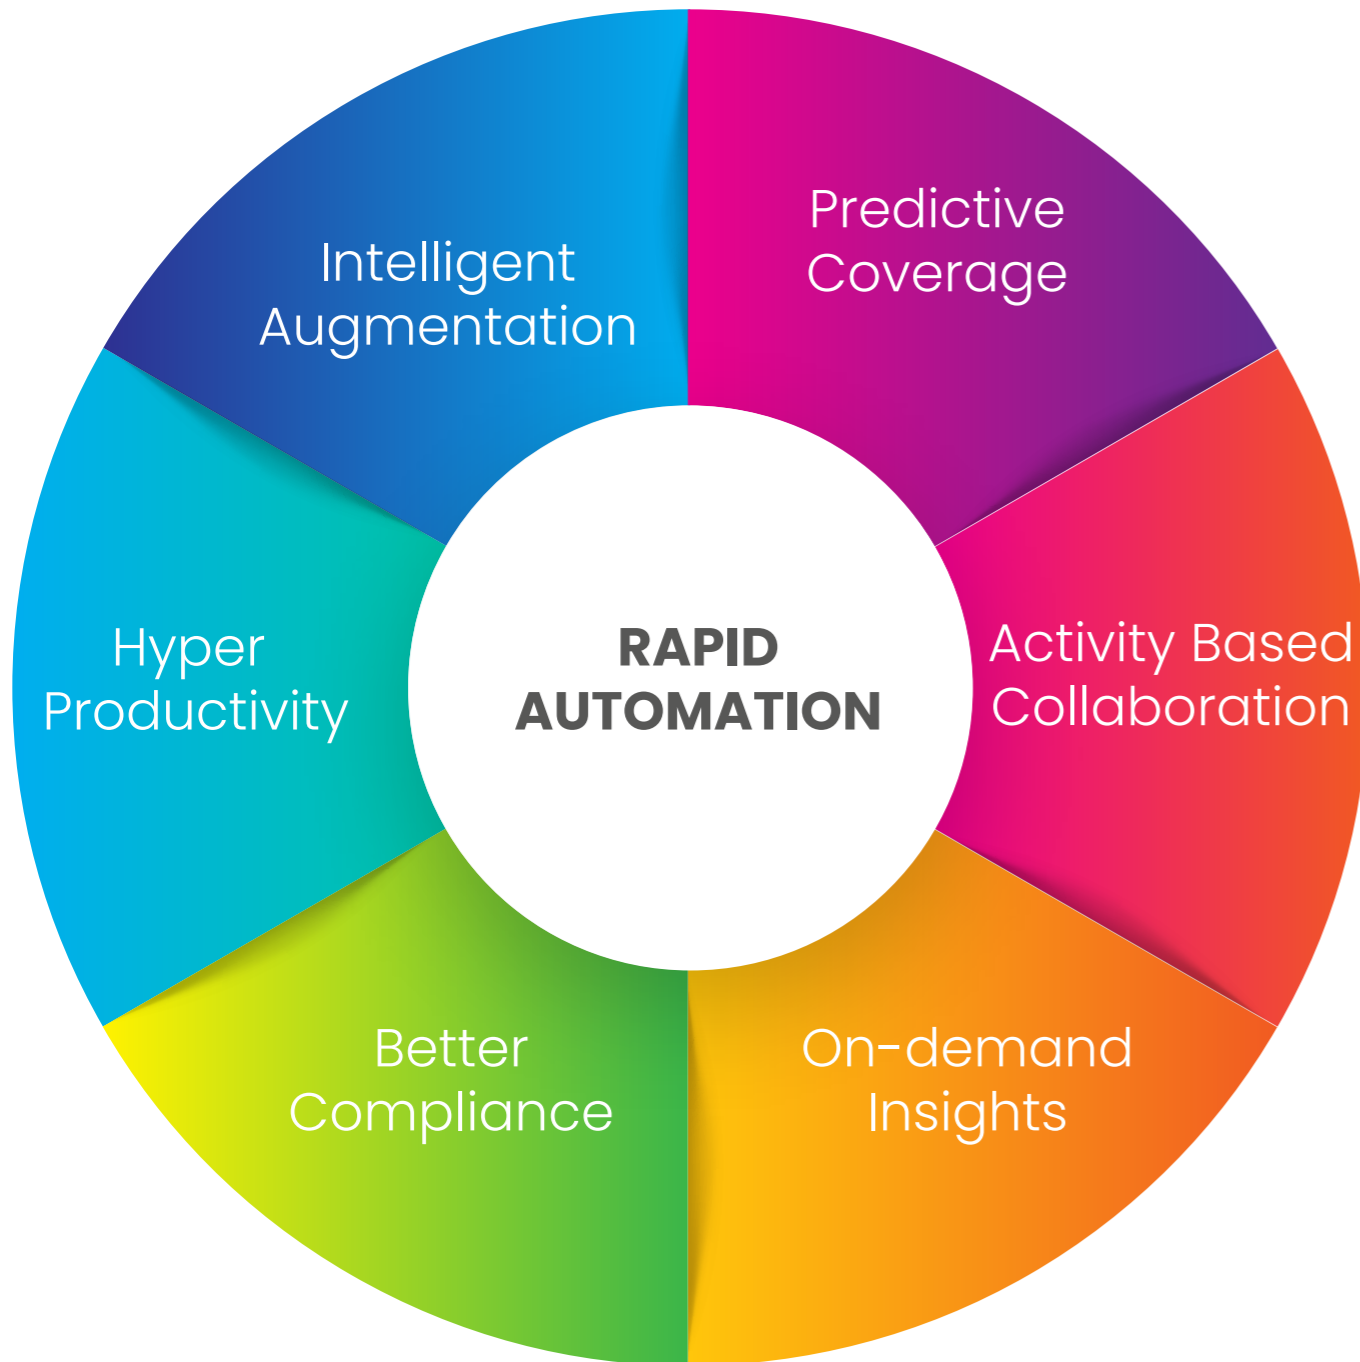 Predictive
Coverage
Intelligent
Augmentation
Hyper
Productivity
RAPID
AUTOMATION
Activity Based
Collaboration
Better
Compliance
On-demand
Insights